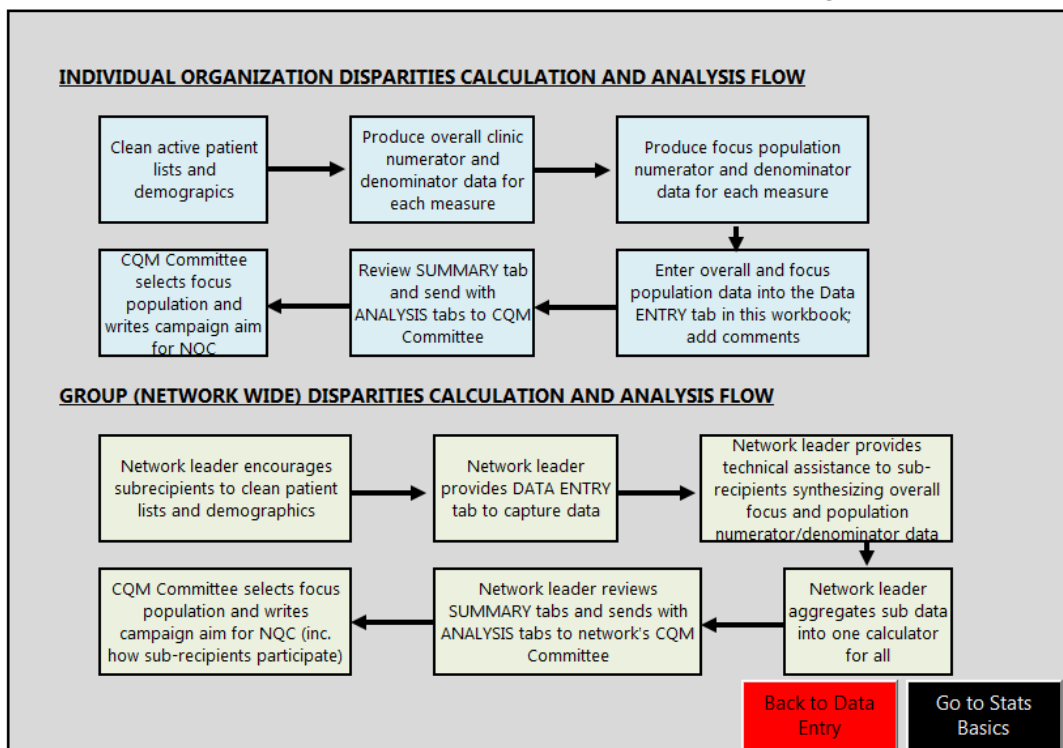 INDIVIDUAL ORGANIZATION DISPARITIES CALCULATION AND ANALYSIS FLOW
Clean active patient
lists and
demograpics
Produce overall clinic
numerator and
denominator data for
each measure
Produce focus population
numerator and denominator
data for each measure
Enter overall and focus
population data into the Data
ENTRY tab in this workbook;
add comments
Review SUMMARY tab
and send with
ANALYSIS tabs to CQM
Committee
CQM Committee
selects focus
population and
writes campaign aim
for NQC
GROUP (NETWORK WIDE) DISPARITIES CALCULATION AND ANALYSIS FLOW
Network leader encourages
subrecipients to clean patient
lists and demographics
Network leader
provides DATA ENTRY
tab to capture data
Network leader provides
technical assistance to sub-
recipients synthesizing overall
focus and population
numerator/denominator data
Network leader
aggregates sub data
into one calculator
for all
Network leader reviews
SUMMARY tabs and sends with
ANALYSIS tabs to network's CQM
Committee
CQM Committee selects focus
population and writes
campaign aim for NQC (inc.
how sub-recipients participate)
Back to Data
Entry
Go to Stats
Basics